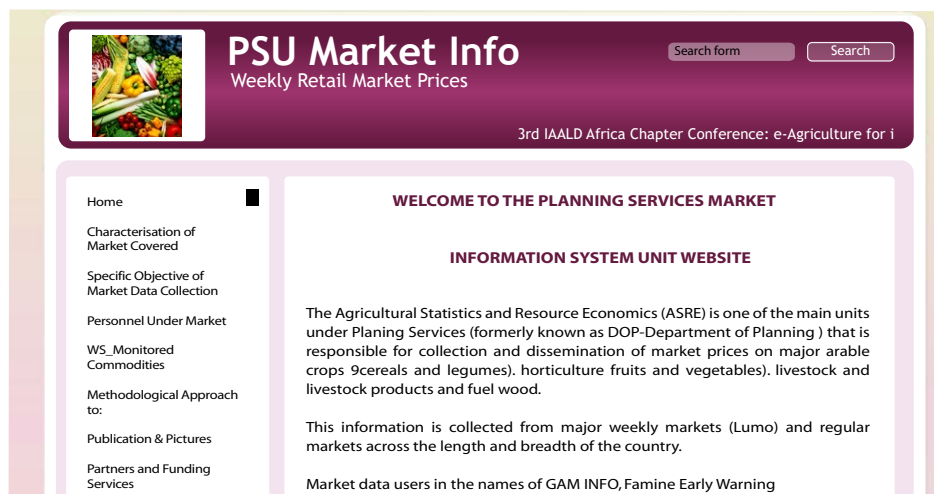 PSU Market Info
Weekly Retail Market Prices
Search form
Search
3rd IAALD Africa Chapter Conference: e-Agriculture for i
Home
Characterisation of
Market Covered
Specific Objective of
Market Data Collection
Personnel Under Market
WS_Monitored
Commodities
Methodological Approach
to:
Publication & Pictures
Partners and Funding
Services
WELCOME TO THE PLANNING SERVICES MARKET
INFORMATION SYSTEM UNIT WEBSITE
The Agricultural Statistics and Resource Economics (ASRE) is one of the main units
under Planing Services (formerly known as DOP-Department of Planning ) that is
responsible for collection and dissemination of market prices on major arable
crops 9cereals and legumes). horticulture fruits and vegetables). livestock and
livestock products and fuel wood.
This information is collected from major weekly markets (Lumo) and regular
markets across the length and breadth of the country.
Market data users in the names of GAM INFO, Famine Early Warning